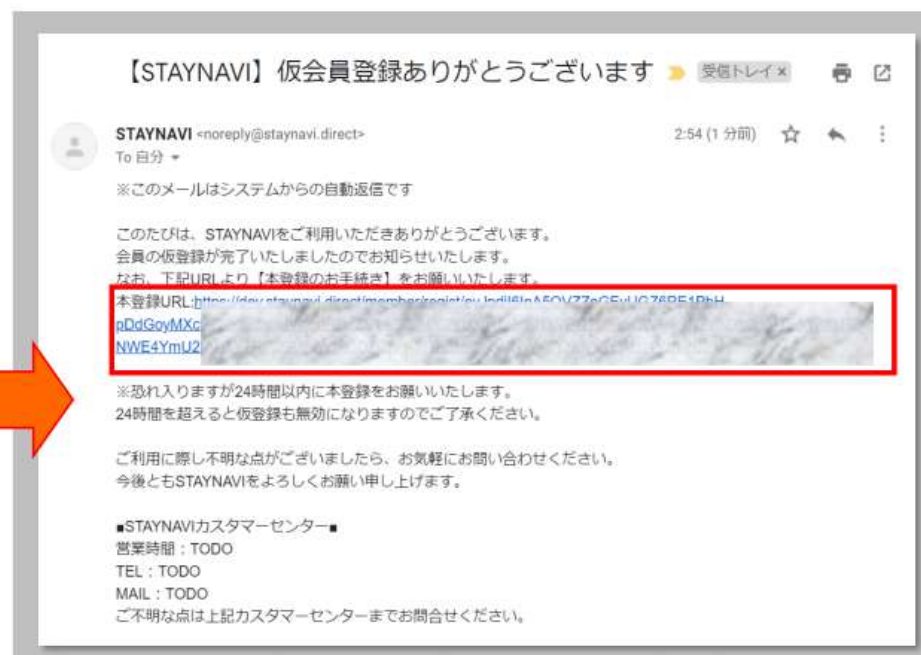 【STAYNAVI】仮会員登録ありがとうございます 受信トレイ ×
STAYNAVI <noreply@staynavi.direct> 2:54 (1 分前)
To 自分
※このメールはシステムからの自動返信です
このたびは、STAYNAVIをご利用いただきありがとうございます。
会員の仮登録が完了いたしましたのでお知らせいたします。
なお、下記URLより【本登録のお手続き】をお願いいたします。
本登録URL:https://dev.staynavi.direct/member/regist/
pDdGoyMXc
NWE4YmU2
※恐れ入りますが24時間以内に本登録をお願いいたします。
24時間を超えると仮登録も無効になりますのでご了承ください。
ご利用に際し不明な点がございましたら、お気軽にお問い合わせください。
今後ともSTAYNAVIをよろしくお願い申し上げます。
■STAYNAVIカスタマーセンター■
営業時間：TODO
TEL：TODO
MAIL：TODO
ご不明な点は上記カスタマーセンターまでお問合せください。